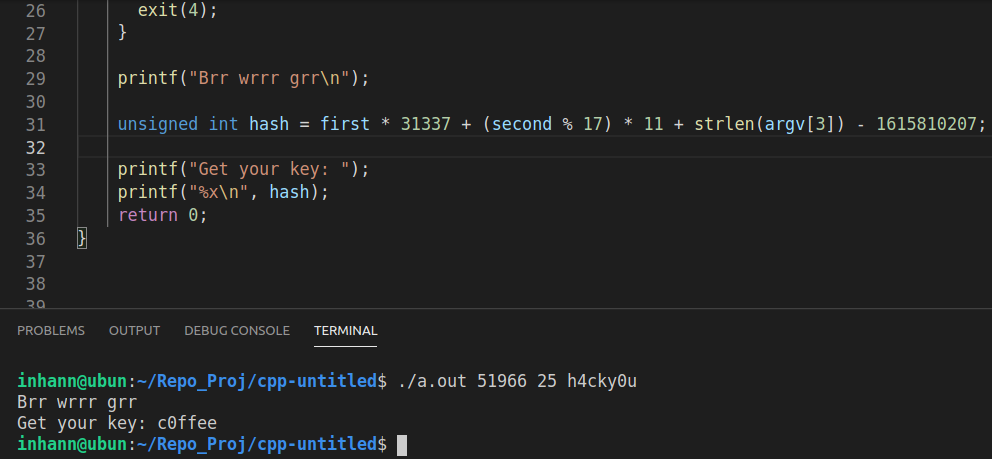 26 exit(4);
27 }
28
29 printf("Brr wrrr grr\n");
30
31 unsigned int hash = first * 31337 + (second % 17) * 11 + strlen(argv[3]) - 1615810207;
32
33 printf("Get your key: ");
34 printf("%x\n", hash);
35 return 0;
36 }
37
38
39
PROBLEMS OUTPUT DEBUG CONSOLE TERMINAL
inhann@ubun:~/Repo_Proj/cpp-untitled$ ./a.out 51966 25 h4cky0u
Brr wrrr grr
Get your key: c0ffee
inhann@ubun:~/Repo_Proj/cpp-untitled$